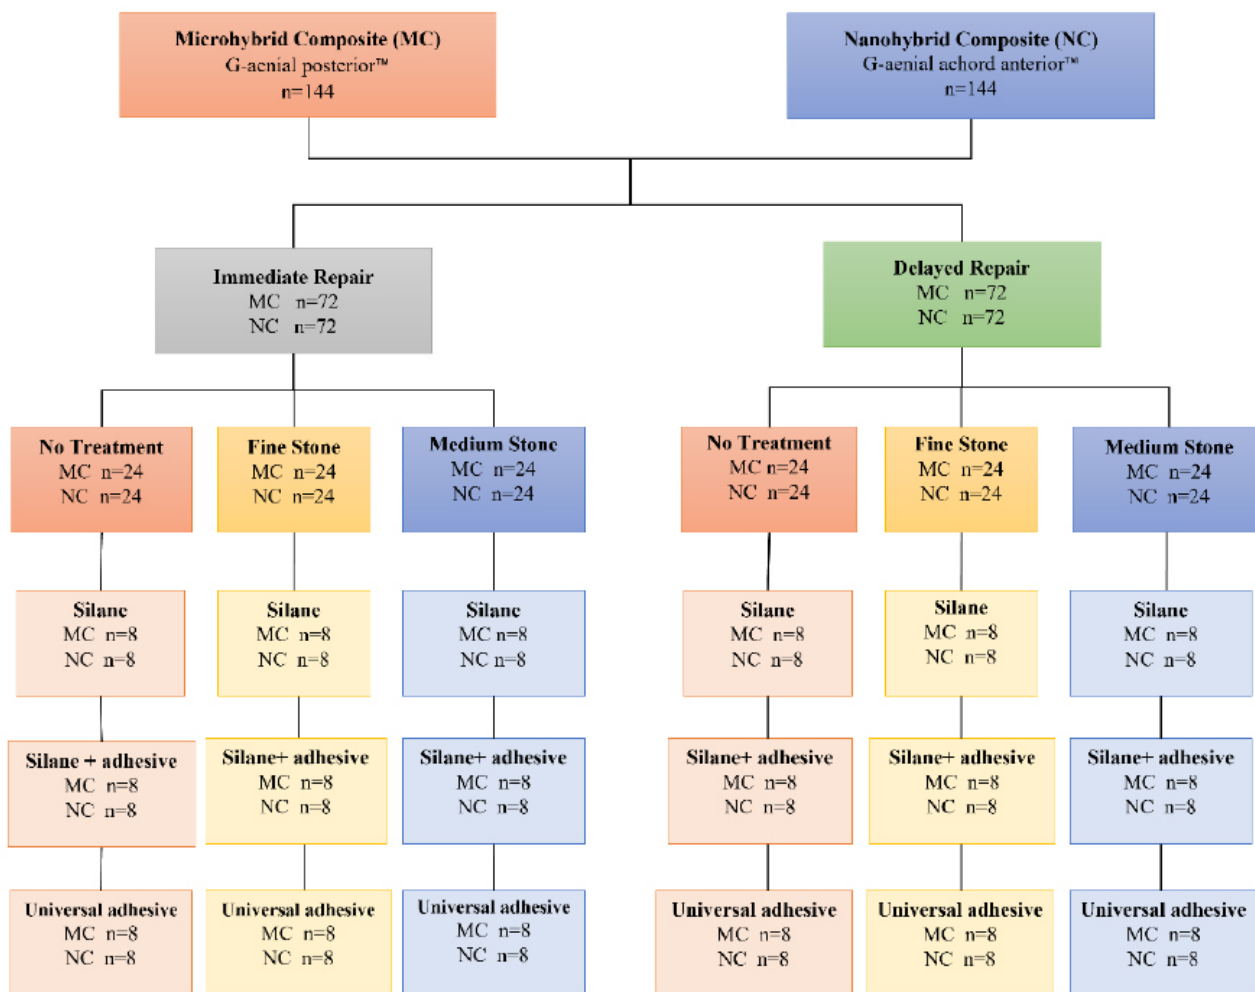 Microhybrid Composite (MC)
G-aenial posterior™
n=144
Nanohybrid Composite (NC)
G-aenial achord anterior™
n=144
Immediate Repair
MC n=72
NC n=72
Delayed Repair
MC n=72
NC n=72
No Treatment
MC n=24
NC n=24
Fine Stone
MC n=24
NC n=24
Medium Stone
MC n=24
NC n=24
No Treatment
MC n=24
NC n=24
Fine Stone
MC n=24
NC n=24
Medium Stone
MC n=24
NC n=24
Silane
MC n=8
NC n=8
Silane
MC n=8
NC n=8
Silane
MC n=8
NC n=8
Silane
MC n=8
NC n=8
Silane
MC n=8
NC n=8
Silane
MC n=8
NC n=8
Silane + adhesive
MC n=8
NC n=8
Silane+ adhesive
MC n=8
NC n=8
Silane+ adhesive
MC n=8
NC n=8
Silane+ adhesive
MC n=8
NC n=8
Silane+ adhesive
MC n=8
NC n=8
Silane+ adhesive
MC n=8
NC n=8
Universal adhesive
MC n=8
NC n=8
Universal adhesive
MC n=8
NC n=8
Universal adhesive
MC n=8
NC n=8
Universal adhesive
MC n=8
NC n=8
Universal adhesive
MC n=8
NC n=8
Universal adhesive
MC n=8
NC n=8